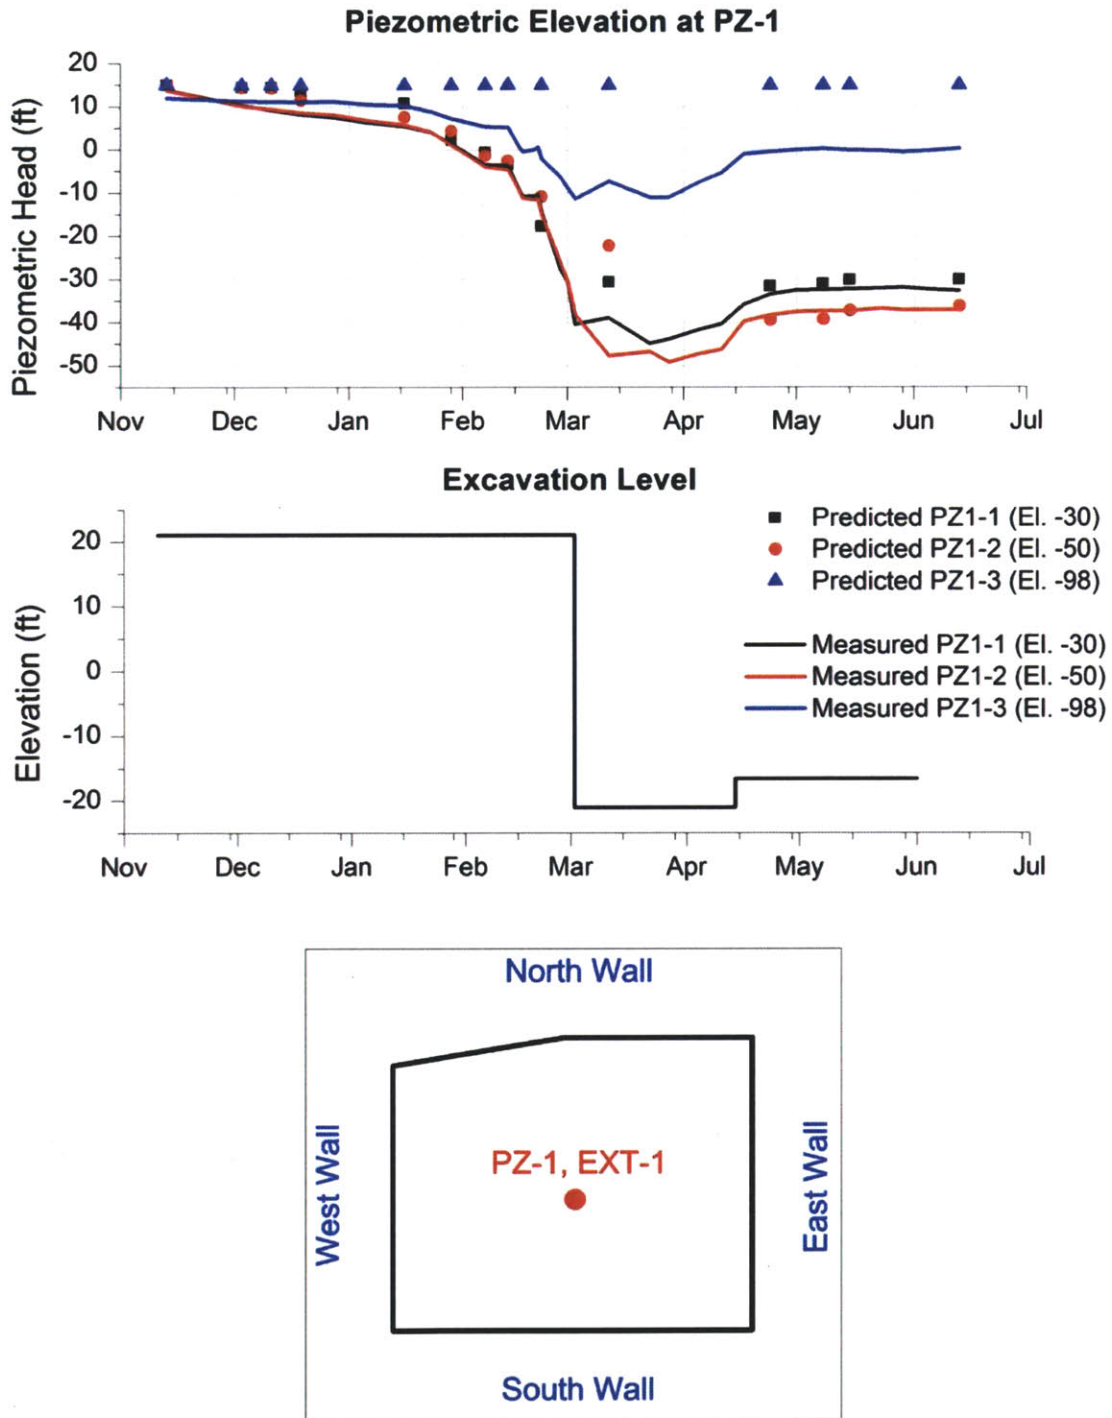 Piezometric Elevation at PZ-1
Piezometric Head (ft)
20
10
0
-10
-20
-30
-40
-50
Nov Dec Jan Feb Mar Apr May Jun Jul
Excavation Level
Elevation (ft)
20
10
0
-10
-20
Predicted PZ1-1 (El. -30)
Predicted PZ1-2 (El. -50)
Predicted PZ1-3 (El. -98)
Measured PZ1-1 (El. -30)
Measured PZ1-2 (El. -50)
Measured PZ1-3 (El. -98)
Nov Dec Jan Feb Mar Apr May Jun Jul
North Wall
West Wall
PZ-1, EXT-1
East Wall
South Wall